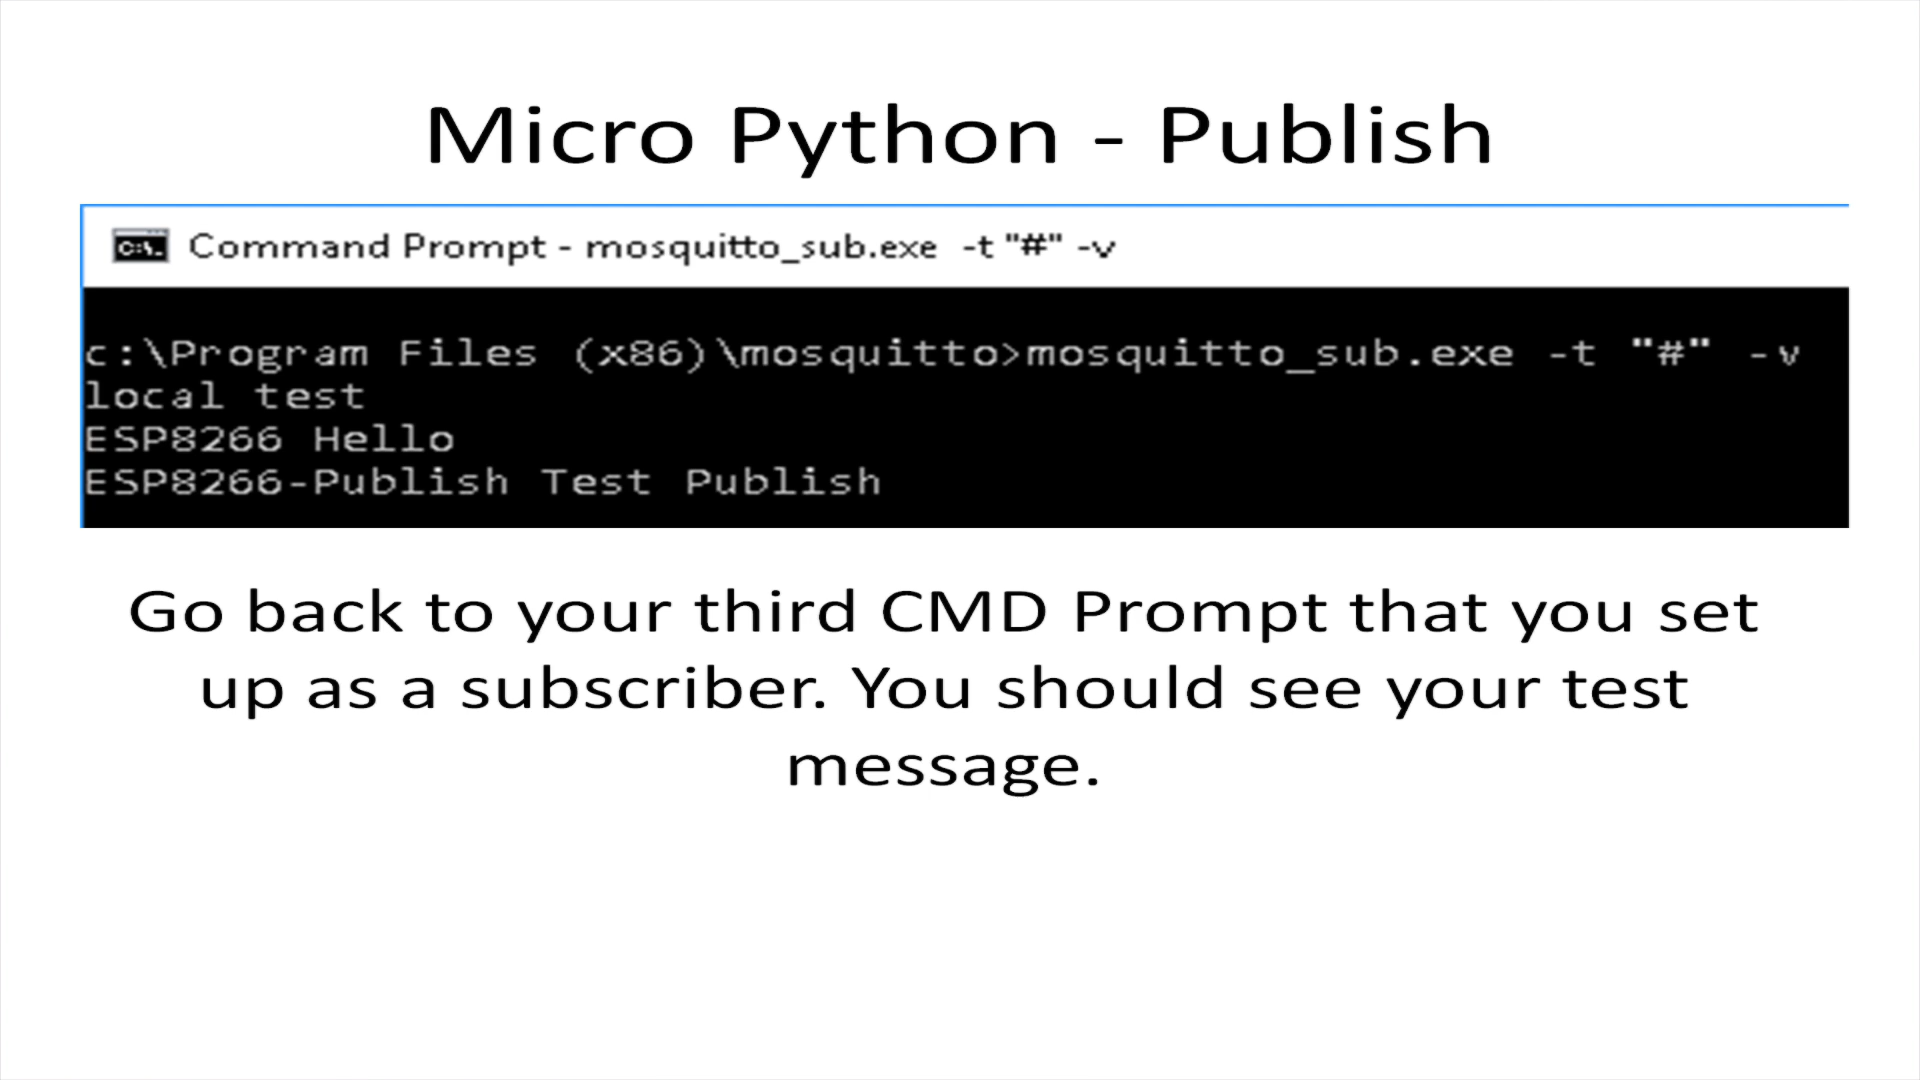 Micro Python - Publish
C:\.
Command Prompt - mosquitto_sub.exe -t "#" -v
c:\Program Files (x86)\mosquitto>mosquitto_sub.exe -t "#" -v
local test
ESP8266 Hello
ESP8266-Publish Test Publish
Go back to your third CMD Prompt that you set
up as a subscriber. You should see your test
message.